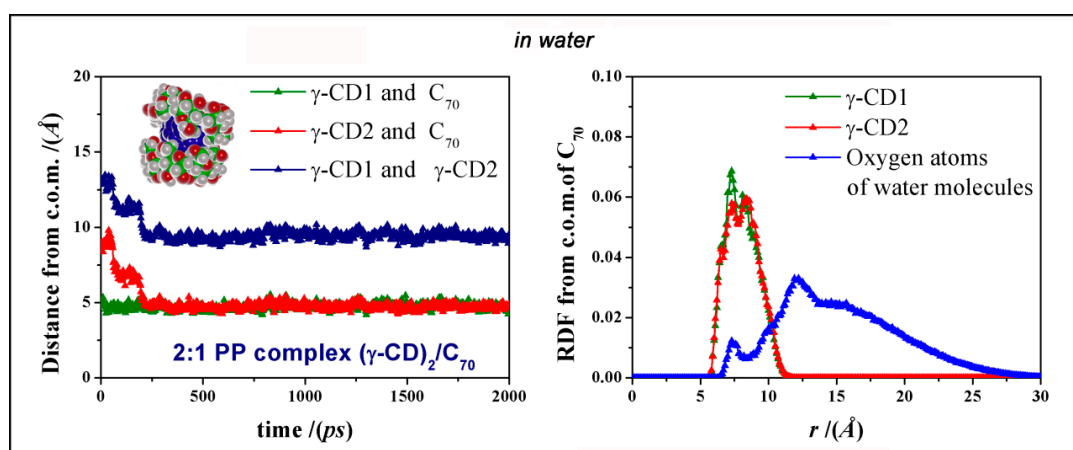 in water
Distance from c.o.m. /(Å)
20
15
10
5
0
γ-CD1 and C₇₀
γ-CD2 and C₇₀
γ-CD1 and γ-CD2
2:1 PP complex (γ-CD)₂/C₇₀
0 500 1000 1500 2000
time /(ps)
RDF from c.o.m.of C₇₀
0.10
0.08
0.06
0.04
0.02
0.00
γ-CD1
γ-CD2
Oxygen atoms
of water molecules
0 5 10 15 20 25 30
r /(Å)